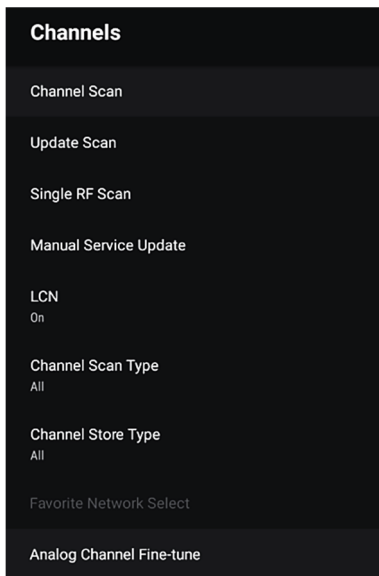 Channels
Channel Scan
Update Scan
Single RF Scan
Manual Service Update
LCN
On
Channel Scan Type
All
Channel Store Type
All
Favorite Network Select
Analog Channel Fine-tune